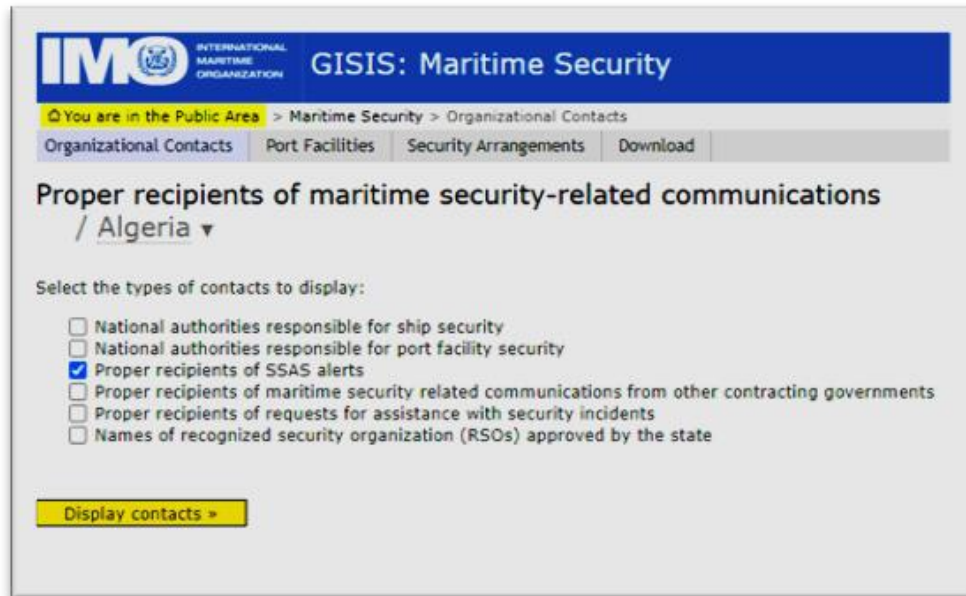 IMO INTERNATIONAL MARITIME ORGANIZATION GISIS: Maritime Security
You are in the Public Area > Maritime Security > Organizational Contacts
Organizational Contacts Port Facilities Security Arrangements Download
Proper recipients of maritime security-related communications
/ Algeria ▾
Select the types of contacts to display:
National authorities responsible for ship security
National authorities responsible for port facility security
Proper recipients of SSAS alerts
Proper recipients of maritime security related communications from other contracting governments
Proper recipients of requests for assistance with security incidents
Names of recognized security organization (RSOs) approved by the state
Display contacts »